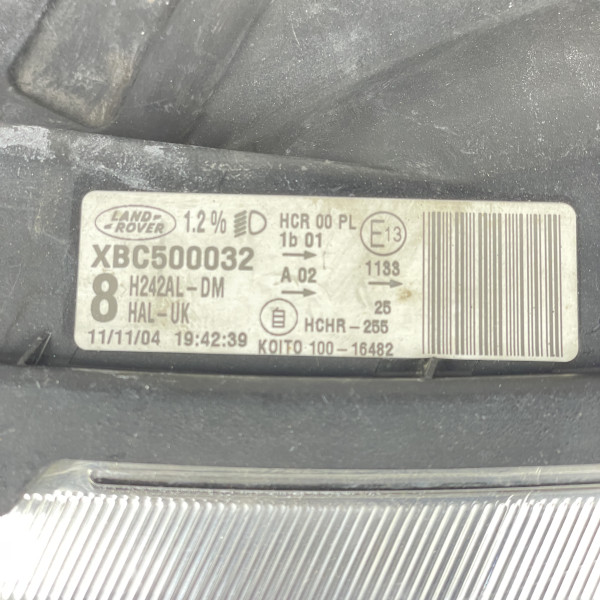 LAND ROVER 1.2% HCR 00 PL E13
XBC500032 1b 01
8 H242AL-DM A 02 1133
HAL-UK 25
HCHR-255
11/11/04 19:42:39 KOITO 100-16482